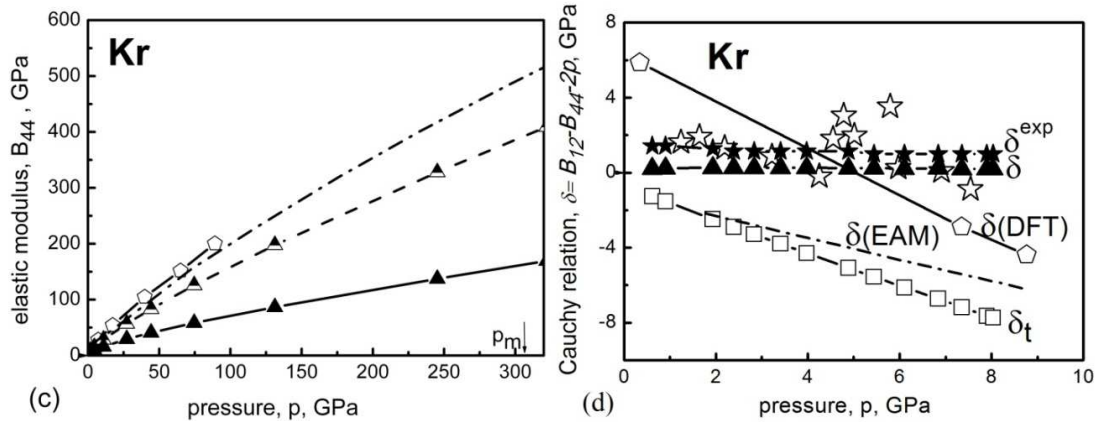 600
500
400
300
200
100
0
elastic modulus, B44 , GPa
Kr
pm
0 50 100 150 200 250 300
pressure, p, GPa
(c)
8
4
0
-4
-8
Cauchy relation, δ= B12-B44-2p, GPa
Kr
δexp
δ
δ(DFT)
δ(EAM)
δt
0 2 4 6 8 10
pressure, p, GPa
(d)